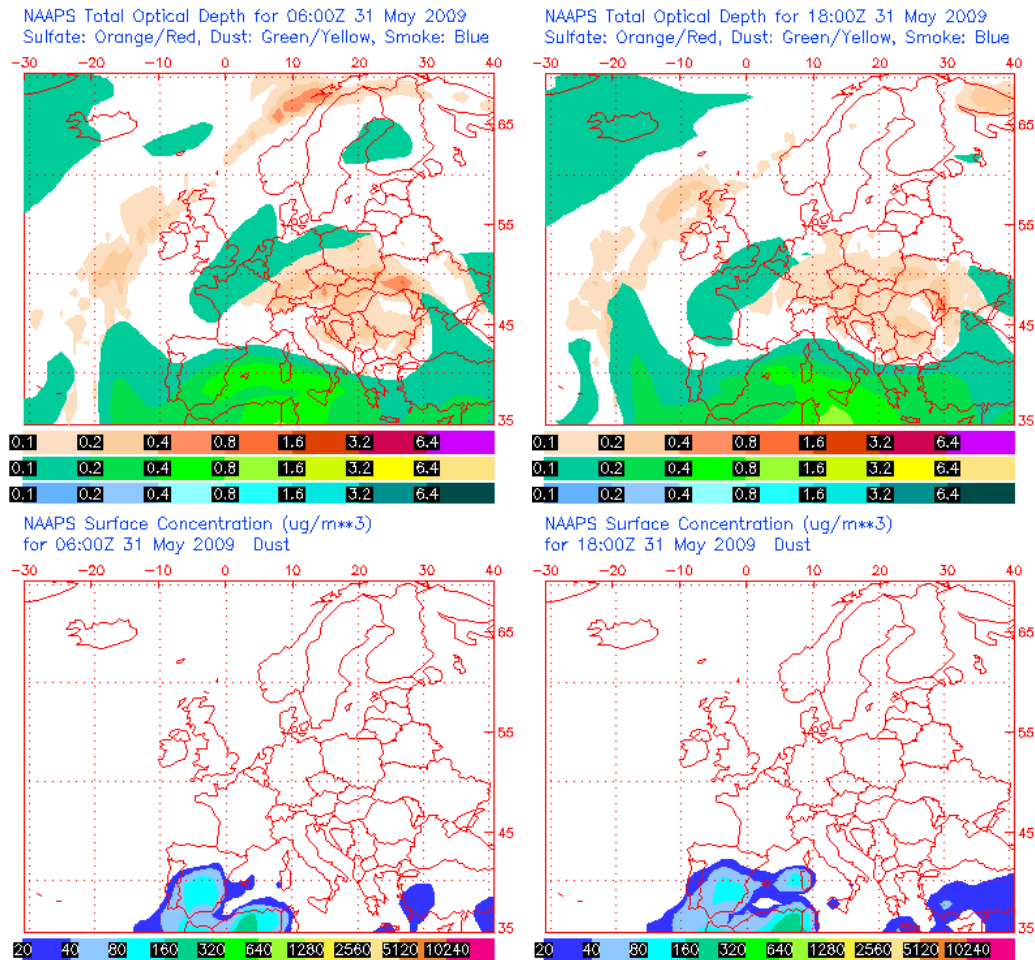 NAAPS Total Optical Depth for 06:00Z 31 May 2009
Sulfate: Orange/Red, Dust: Green/Yellow, Smoke: Blue
-30 -20 -10 0 10 20 30 40
65
55
45
35
0.1 0.2 0.4 0.8 1.6 3.2 6.4
0.1 0.2 0.4 0.8 1.6 3.2 6.4
0.1 0.2 0.4 0.8 1.6 3.2 6.4
NAAPS Total Optical Depth for 18:00Z 31 May 2009
Sulfate: Orange/Red, Dust: Green/Yellow, Smoke: Blue
-30 -20 -10 0 10 20 30 40
65
55
45
35
0.1 0.2 0.4 0.8 1.6 3.2 6.4
0.1 0.2 0.4 0.8 1.6 3.2 6.4
0.1 0.2 0.4 0.8 1.6 3.2 6.4
NAAPS Surface Concentration (ug/m**3)
for 06:00Z 31 May 2009 Dust
-30 -20 -10 0 10 20 30 40
65
55
45
35
20 40 80 160 320 640 1280 2560 5120 10240
NAAPS Surface Concentration (ug/m**3)
for 18:00Z 31 May 2009 Dust
-30 -20 -10 0 10 20 30 40
65
55
45
35
20 40 80 160 320 640 1280 2560 5120 10240